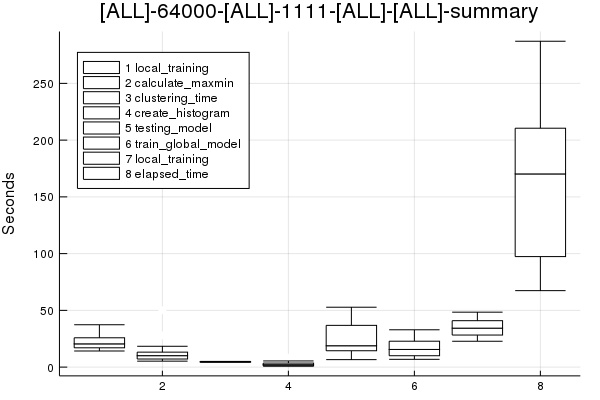 [ALL]-64000-[ALL]-1111-[ALL]-[ALL]-summary
1 local_training
2 calculate_maxmin
3 clustering_time
4 create_histogram
5 testing_model
6 train_global_model
7 local_training
8 elapsed_time
Seconds
250
200
150
100
50
0
2
4
6
8